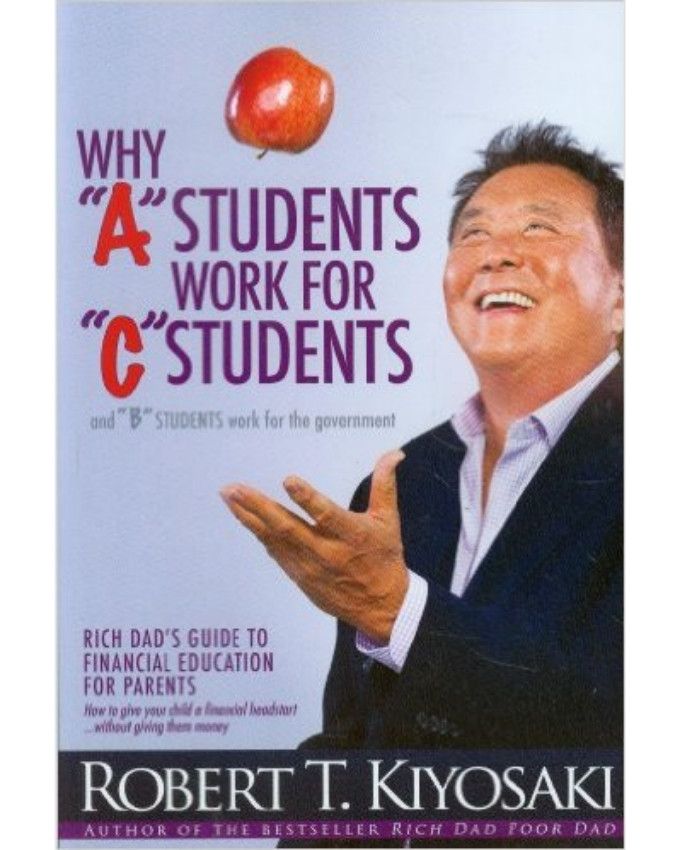 WHY
"A" STUDENTS
WORK FOR
"C" STUDENTS
and "B" STUDENTS work for the government
RICH DAD'S GUIDE TO
FINANCIAL EDUCATION
FOR PARENTS
How to give your child a financial headstart
...without giving them money
ROBERT T. KIYOSAKI
AUTHOR OF THE BESTSELLER RICH DAD POOR DAD